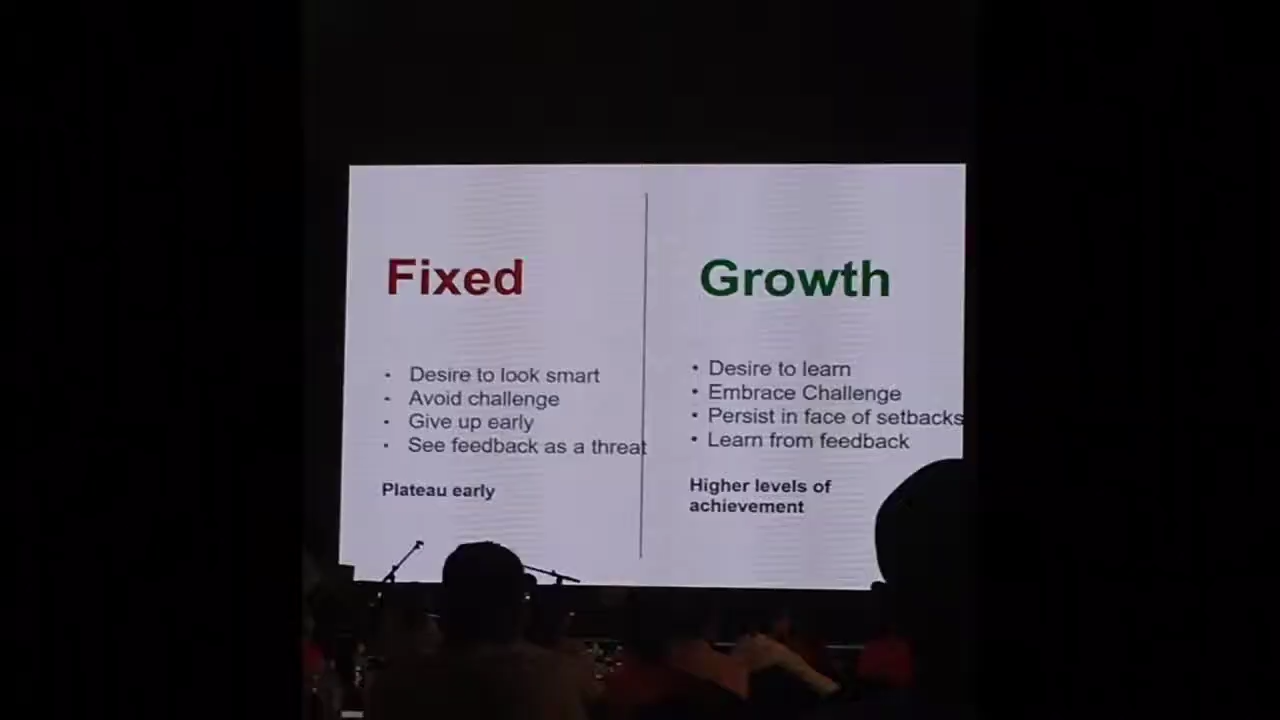 Fixed
· Desire to look smart
· Avoid challenge
· Give up early
· See feedback as a threat
Plateau early
Growth
• Desire to learn
• Embrace Challenge
• Persist in face of setbacks
• Learn from feedback
Higher levels of
achievement